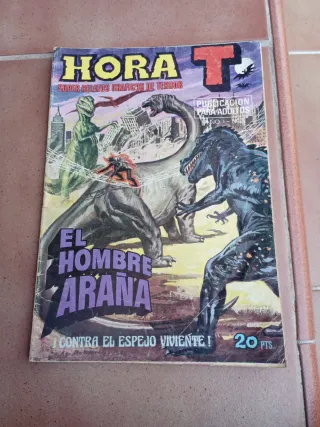 HORA T
PUBLICACION
PARA ADULTOS
EL
HOMBRE
ARAÑA
¡CONTRA EL ESPEJO VIVIENTE!
20 PTS.